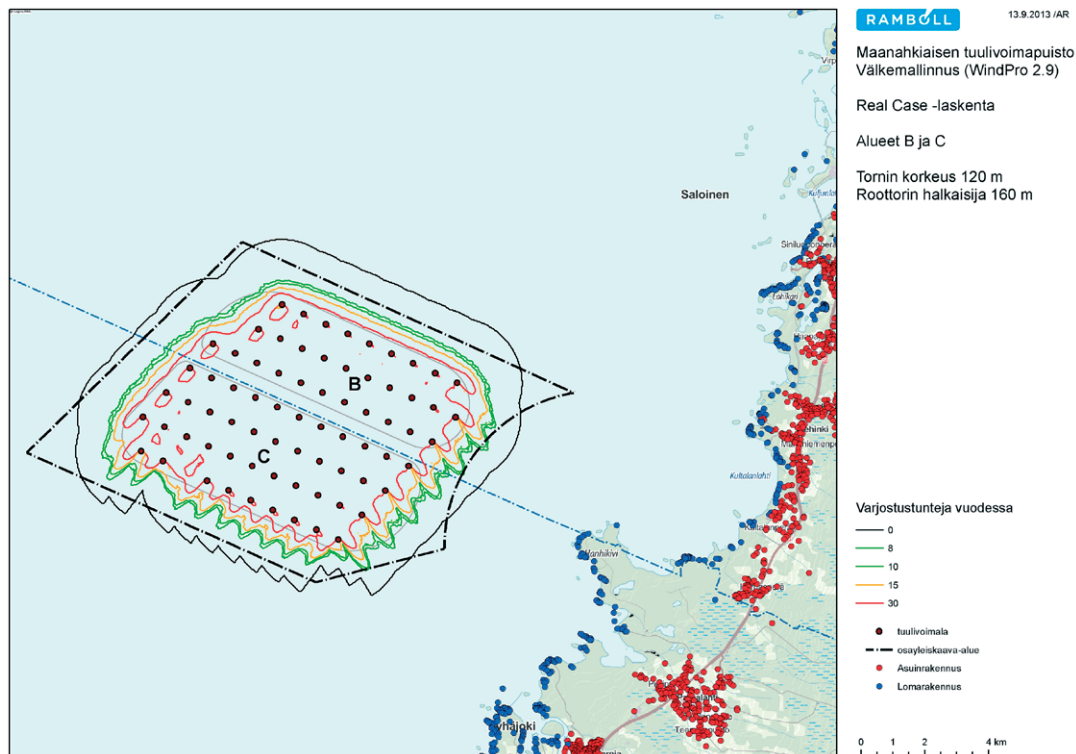 RAMBOLL
13.9.2013 /AR
Maanahkiaisen tuulivoimapuisto
Välkemallinnus (WindPro 2.9)
Real Case -laskenta
Alueet B ja C
Tornin korkeus 120 m
Roottorin halkaisija 160 m
Saloinen
B
C
Kultalanlahti
Hanhikivi
Varjostustunteja vuodessa
0
8
10
15
30
tuulivoimala
osayleiskaava-alue
Asuinrakennus
Lomarakennus
0 1 2 4 km